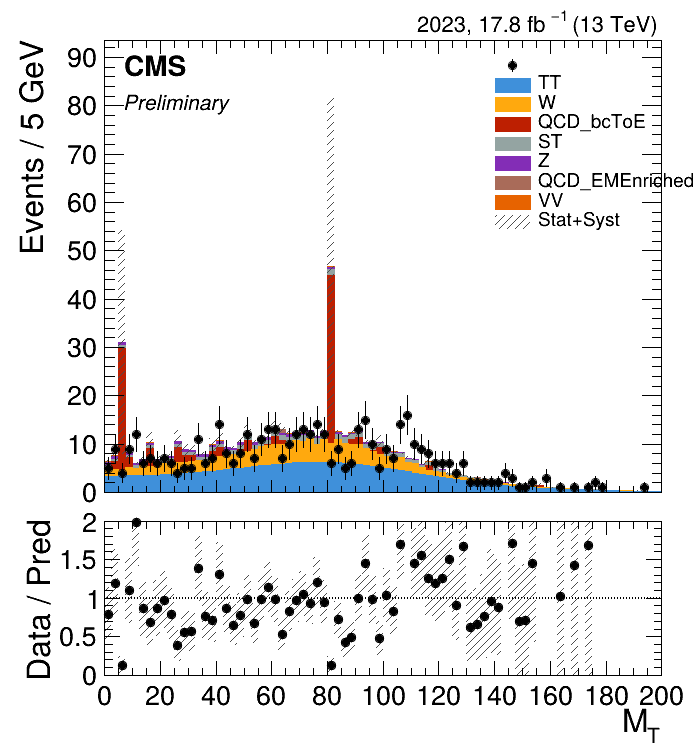 2023, 17.8 fb⁻¹ (13 TeV)
CMS
Preliminary
Events / 5 GeV
90
80
70
60
50
40
30
20
10
0
TT
W
QCD_bcToE
ST
Z
QCD_EMEnriched
VV
Stat+Syst
Data / Pred
2
1.5
1
0.5
0
0 20 40 60 80 100 120 140 160 180 200
M_T